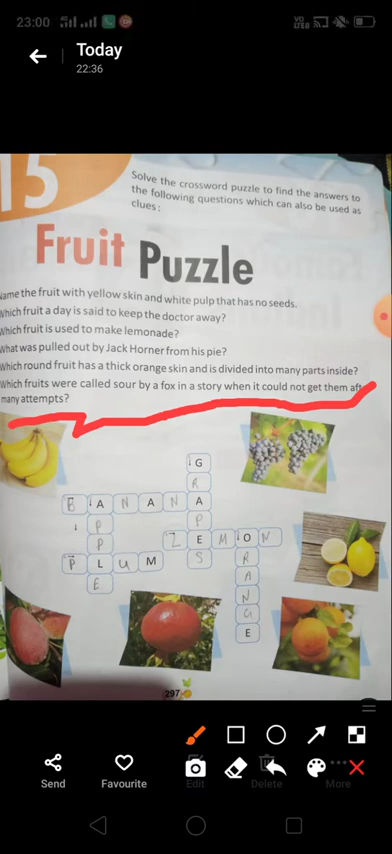 23:00
Today
22:36
15
Solve the crossword puzzle to find the answers to
the following questions which can also be used as
clues:
Fruit Puzzle
Name the fruit with yellow skin and white pulp that has no seeds.
Which fruit a day is said to keep the doctor away?
Which fruit is used to make lemonade?
What was pulled out by Jack Horner from his pie?
Which round fruit has a thick orange skin and is divided into many parts inside?
Which fruits were called sour by a fox in a story when it could not get them aft
many attempts?
G
R
B A N A N A
P P
P L E M O N
P L U M S R
E A
N
G
E
297
Send
Favourite
Edit
Delete
More